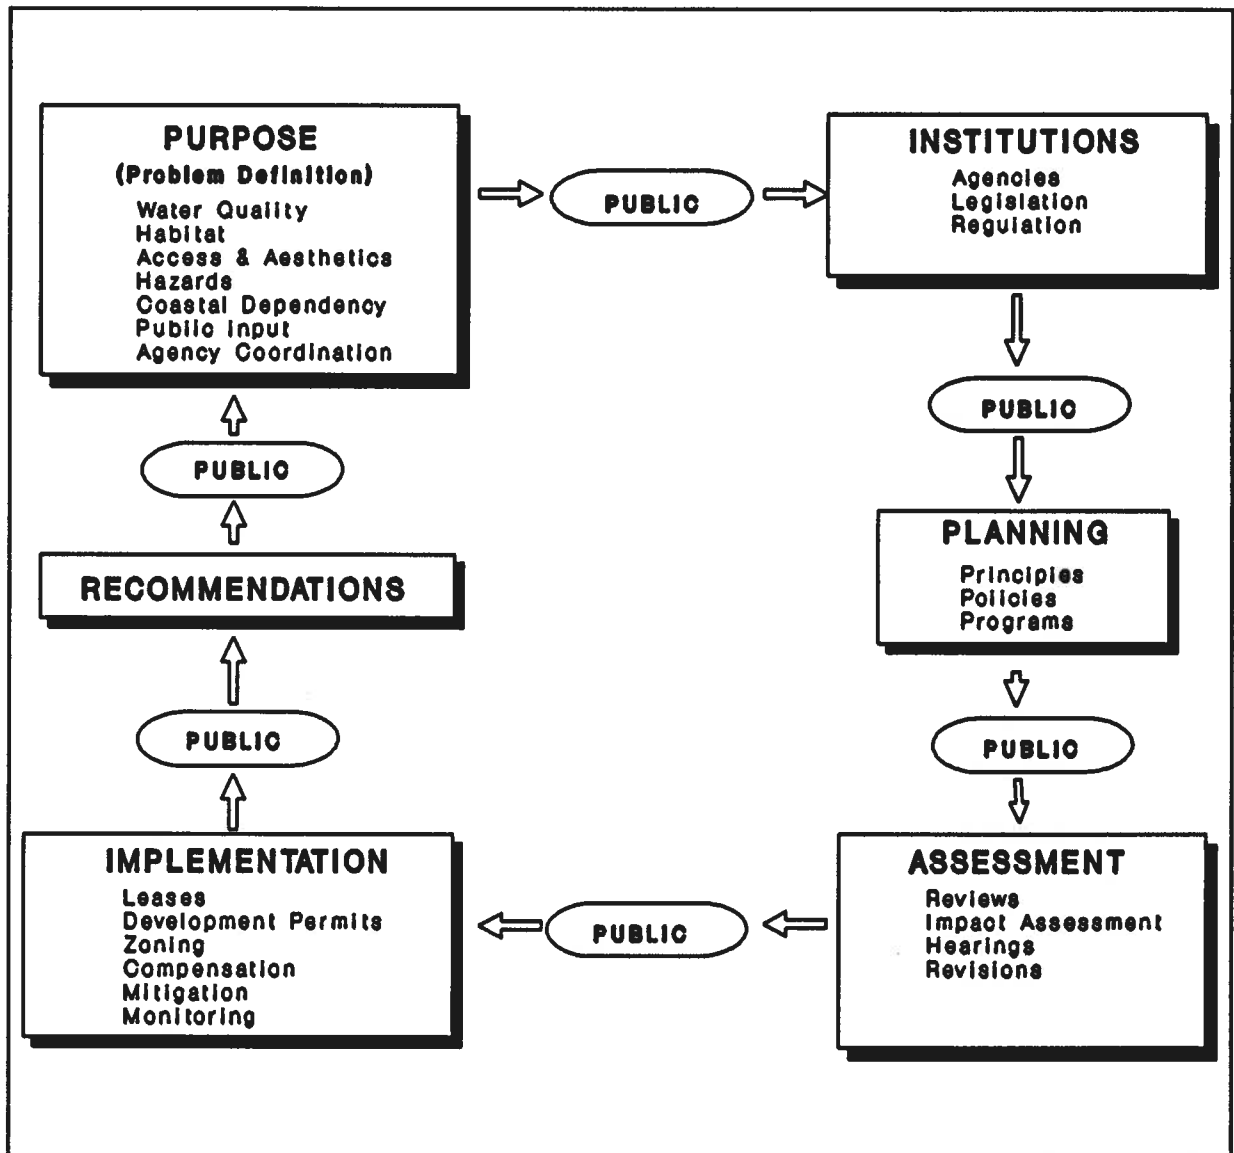 PURPOSE
(Problem Definition)
Water Quality
Habitat
Access & Aesthetics
Hazards
Coastal Dependency
Public Input
Agency Coordination
PUBLIC
INSTITUTIONS
Agencies
Legislation
Regulation
PUBLIC
PLANNING
Principles
Policies
Programs
PUBLIC
ASSESSMENT
Reviews
Impact Assessment
Hearings
Revisions
PUBLIC
IMPLEMENTATION
Leases
Development Permits
Zoning
Compensation
Mitigation
Monitoring
PUBLIC
RECOMMENDATIONS
PUBLIC